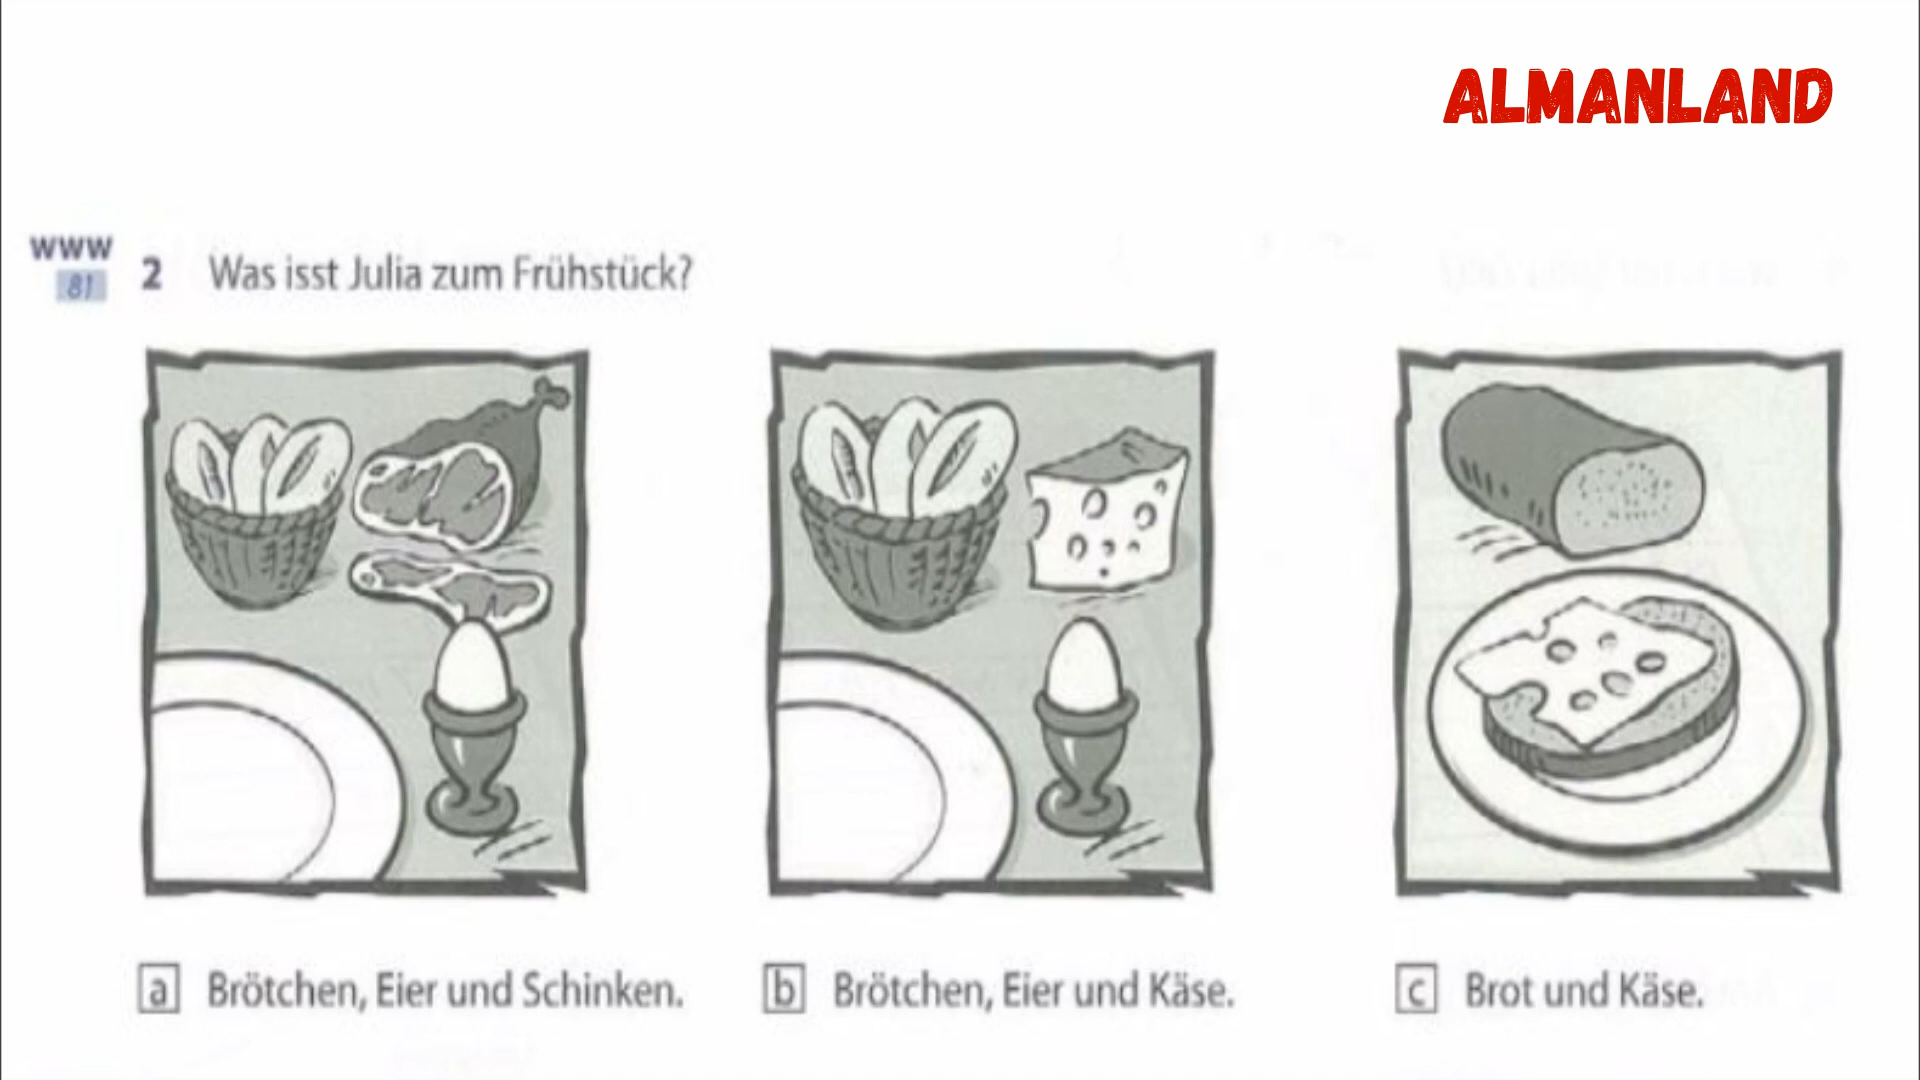 ALMANLAND
www
81
2 Was isst Julia zum Frühstück?
a Brötchen, Eier und Schinken.
b Brötchen, Eier und Käse.
c Brot und Käse.